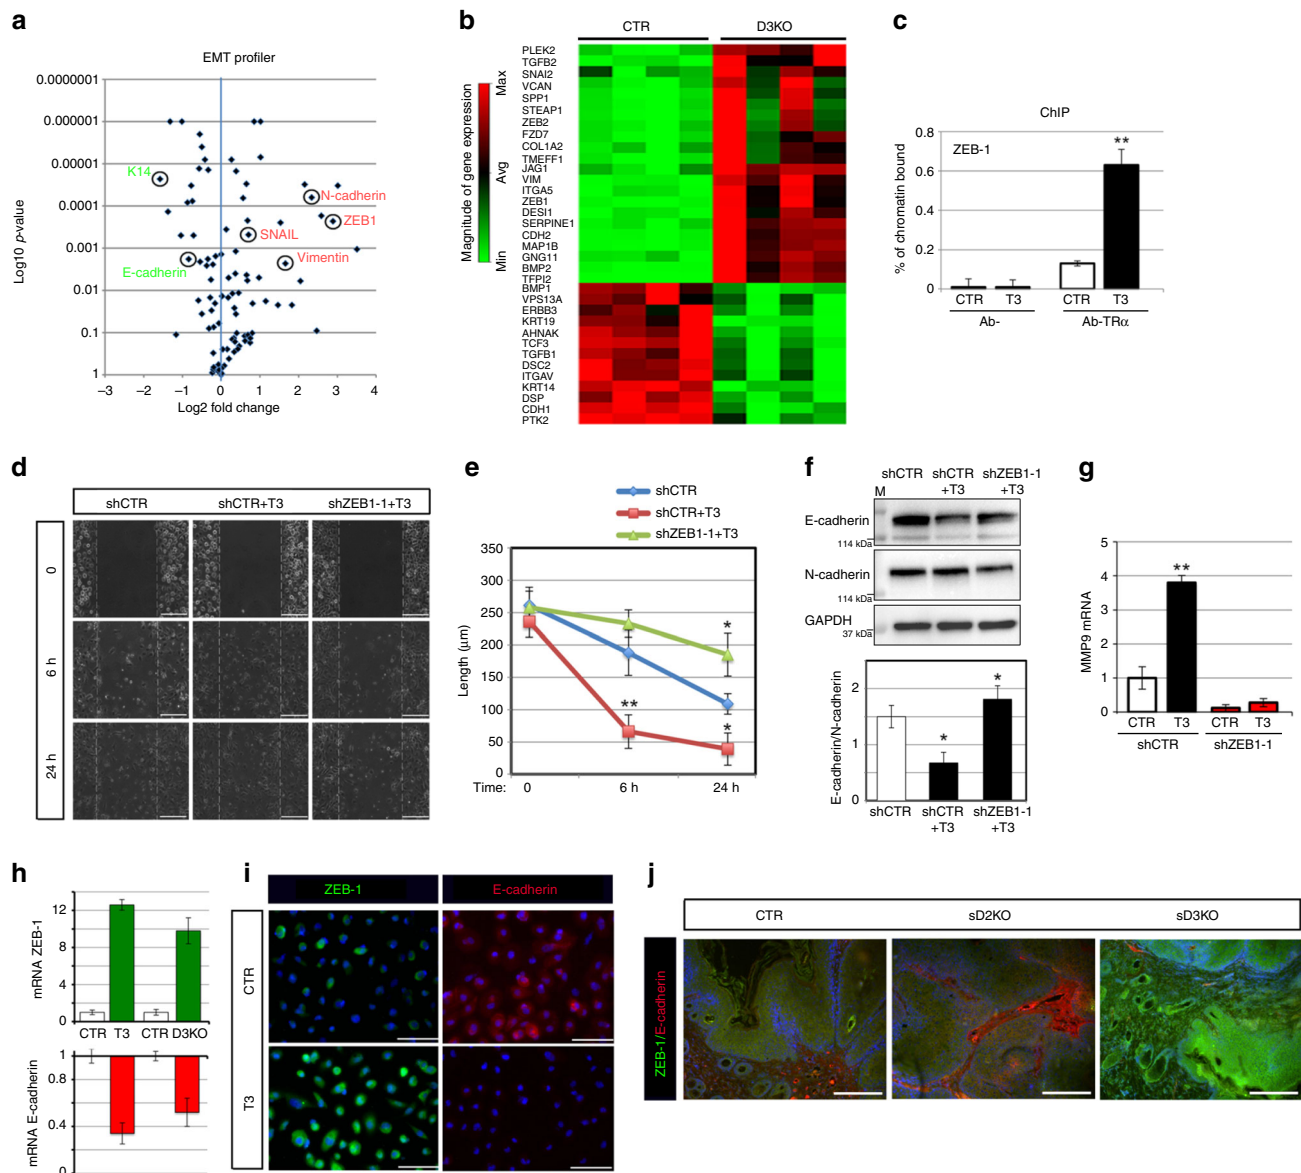 a
EMT profiler
0.0000001
0.000001
0.00001
0.0001
0.001
0.01
0.1
1
Log10 p-value
K14
N-cadherin
ZEB1
SNAIL
E-cadherin
Vimentin
–3 –2 –1 0 1 2 3 4
Log2 fold change
b
CTR D3KO
Magnitude of gene expression
Max
Avg
Min
PLEK2
TGFB2
SNAI2
VCAN
SPP1
STEAP1
ZEB2
FZD7
COL1A2
TMEFF1
JAG1
VIM
ITGA5
ZEB1
DESI1
SERPINE1
CDH2
MAP1B
GNG11
BMP2
TFPI2
BMP1
VPS13A
ERBB3
KRT19
AHNAK
TCF3
TGFB1
DSC2
ITGAV
KRT14
DSP
CDH1
PTK2
c
ChIP
ZEB-1
**
% of chromatin bound
0.8
0.6
0.4
0.2
0
CTR T3 CTR T3
Ab- Ab-TRα
d
shCTR shCTR+T3 shZEB1-1+T3
0
6 h
24 h
e
shCTR
shCTR+T3
shZEB1-1+T3
Length (μm)
350
300
250
200
150
100
50
0
**
*
*
Time: 0 6 h 24 h
f
shCTR shCTR +T3 shZEB1-1 +T3
M
E-cadherin
114 kDa
N-cadherin
114 kDa
GAPDH
37 kDa
E-cadherin/N-cadherin
2
1
0
*
*
shCTR shCTR +T3 shZEB1-1 +T3
g
MMP9 mRNA
5
4
3
2
1
0
**
CTR T3 CTR T3
shCTR shZEB1-1
h
mRNA ZEB-1
12
8
4
0
CTR T3 CTR D3KO
mRNA E-cadherin
1
0.8
0.4
0
i
ZEB-1 E-cadherin
CTR
T3
j
CTR sD2KO sD3KO
ZEB-1/E-cadherin